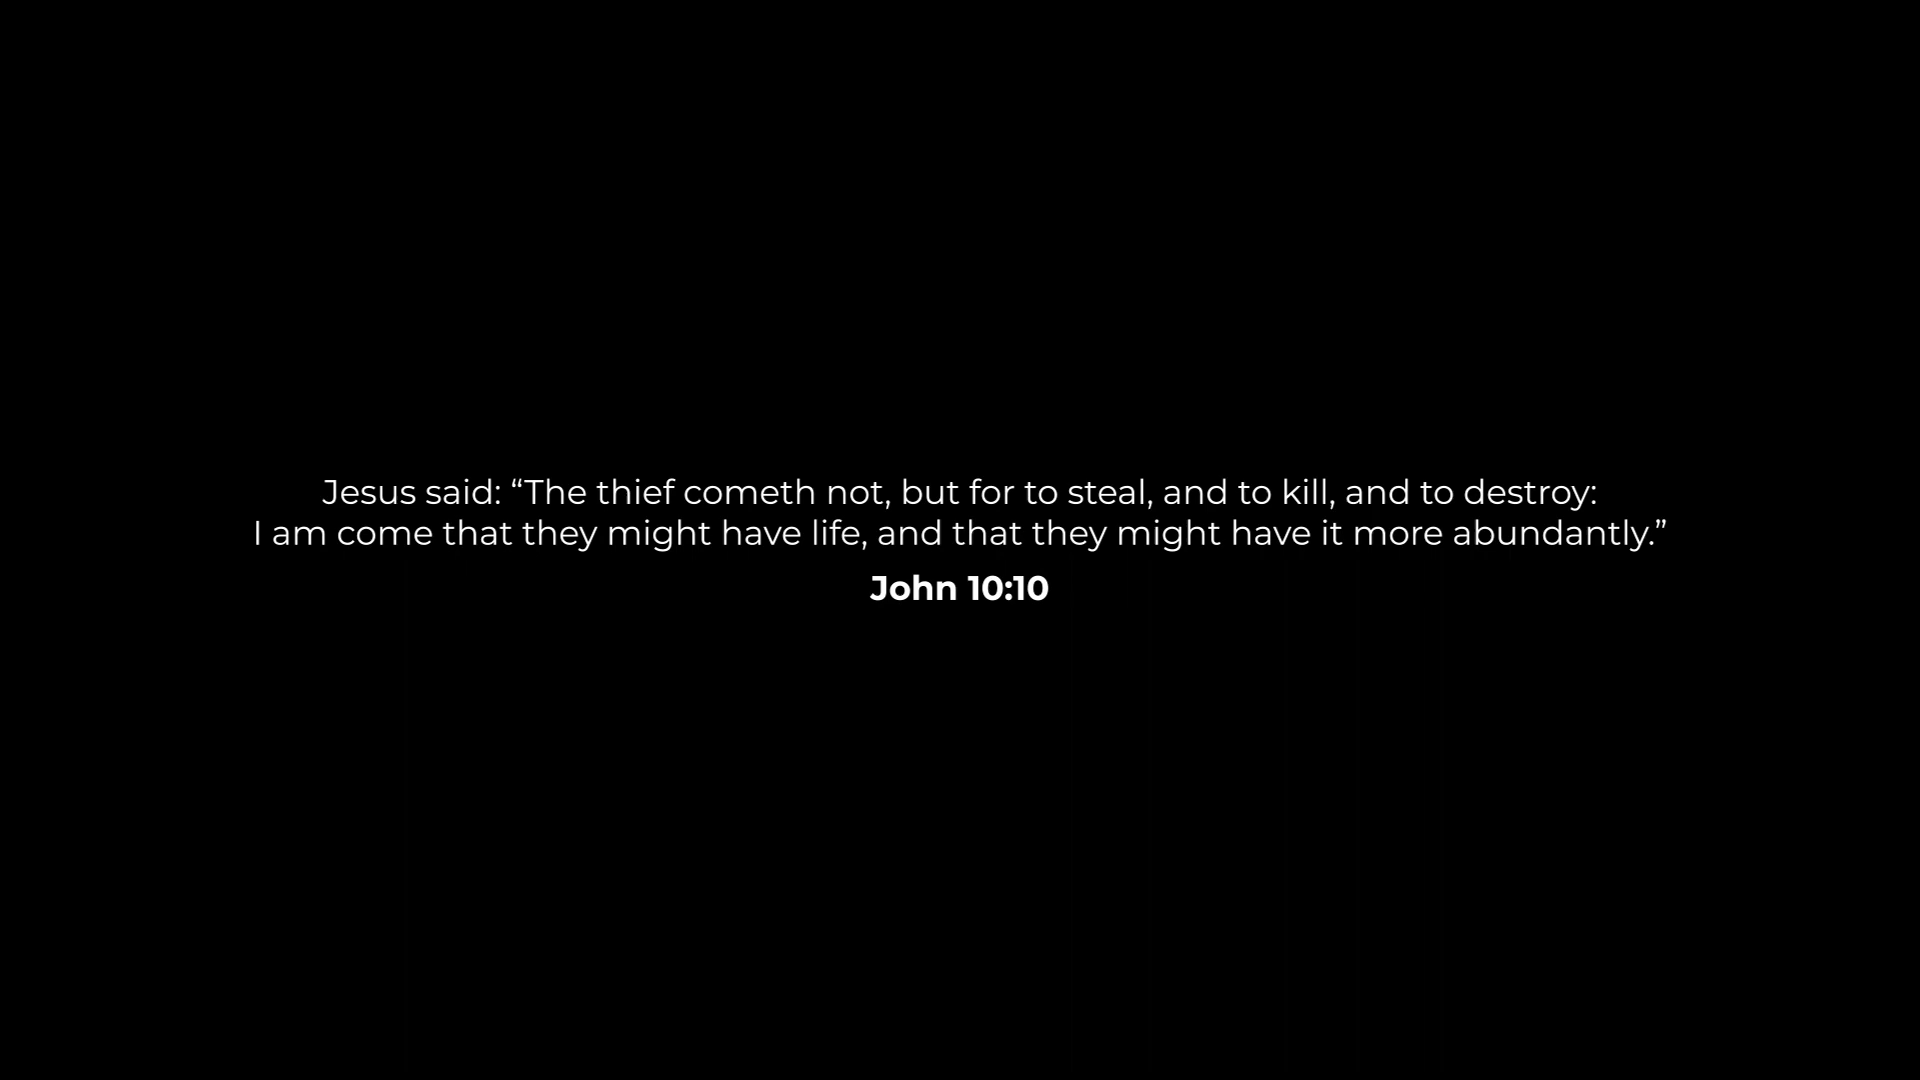 Jesus said: “The thief cometh not, but for to steal, and to kill, and to destroy:
I am come that they might have life, and that they might have it more abundantly.”
John 10:10